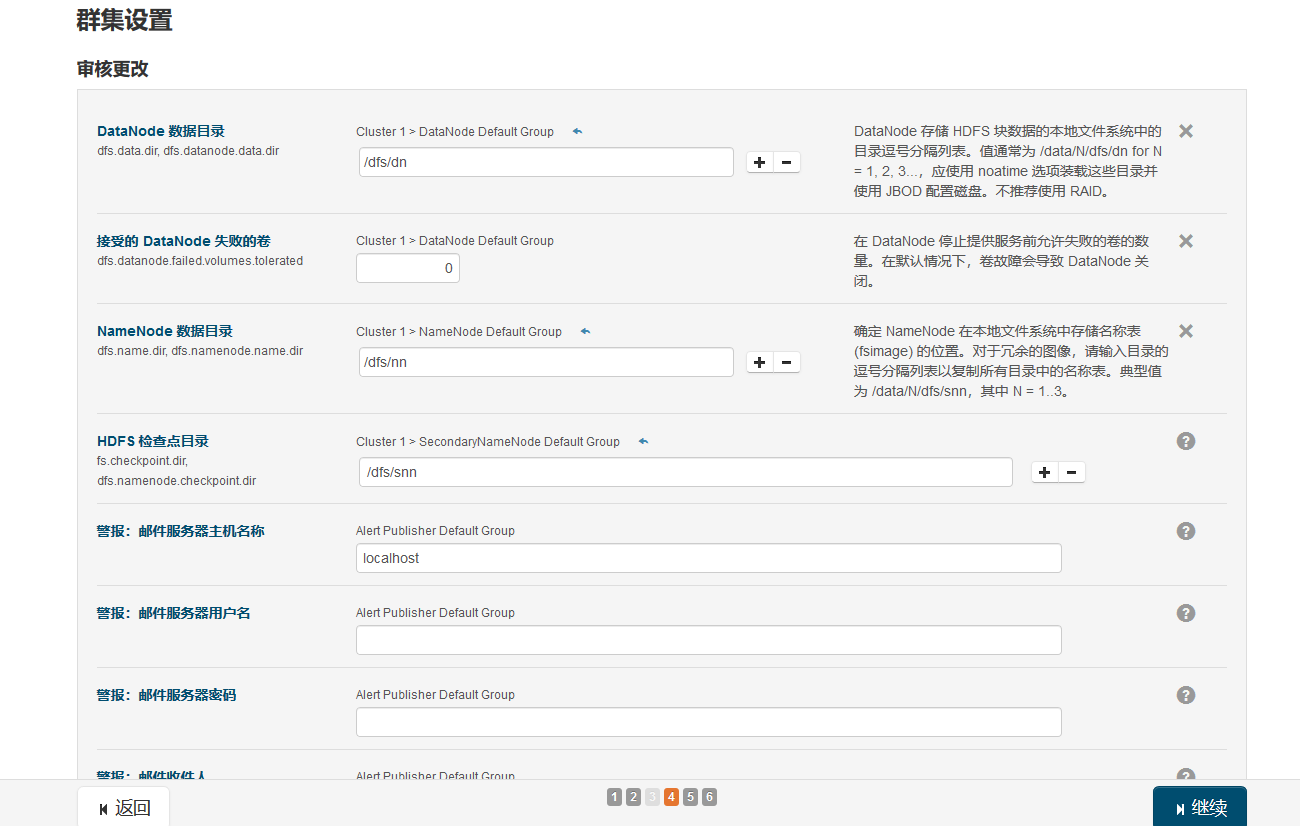 群集设置
审核更改
DataNode 数据目录
dfs.data.dir, dfs.datanode.data.dir
Cluster 1 > DataNode Default Group
/dfs/dn
DataNode 存储 HDFS 块数据的本地文件系统中的
目录逗号分隔列表。值通常为 /data/N/dfs/dn for N
= 1, 2, 3...，应使用 noatime 选项装载这些目录并
使用 JBOD 配置磁盘。不推荐使用 RAID。
接受的 DataNode 失败的卷
dfs.datanode.failed.volumes.tolerated
Cluster 1 > DataNode Default Group
0
在 DataNode 停止提供服务前允许失败的卷的数
量。在默认情况下，卷故障会导致 DataNode 关
闭。
NameNode 数据目录
dfs.name.dir, dfs.namenode.name.dir
Cluster 1 > NameNode Default Group
/dfs/nn
确定 NameNode 在本地文件系统中存储名称表
(fsimage) 的位置。对于冗余的图像，请输入目录的
逗号分隔列表以复制所有目录中的名称表。典型值
为 /data/N/dfs/snn，其中 N = 1..3。
HDFS 检查点目录
fs.checkpoint.dir,
dfs.namenode.checkpoint.dir
Cluster 1 > SecondaryNameNode Default Group
/dfs/snn
警报：邮件服务器主机名称
Alert Publisher Default Group
localhost
警报：邮件服务器用户名
Alert Publisher Default Group
警报：邮件服务器密码
Alert Publisher Default Group
警报：邮件收件人
Alert Publisher Default Group
返回
1 2 3 4 5 6
继续